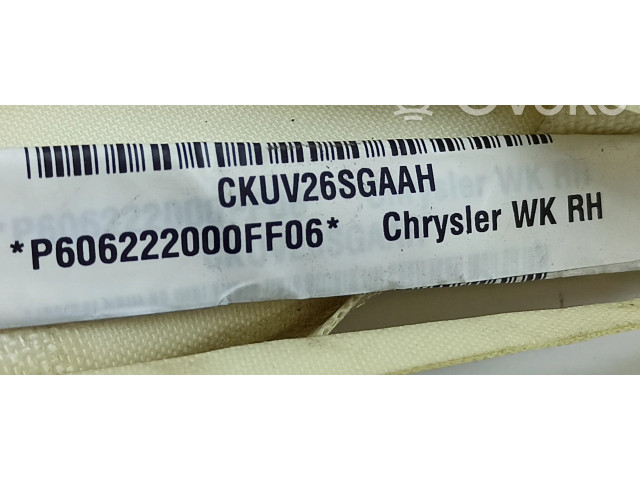 CKUV26SGAAH
*P606222000FF06* Chrysler WK RH